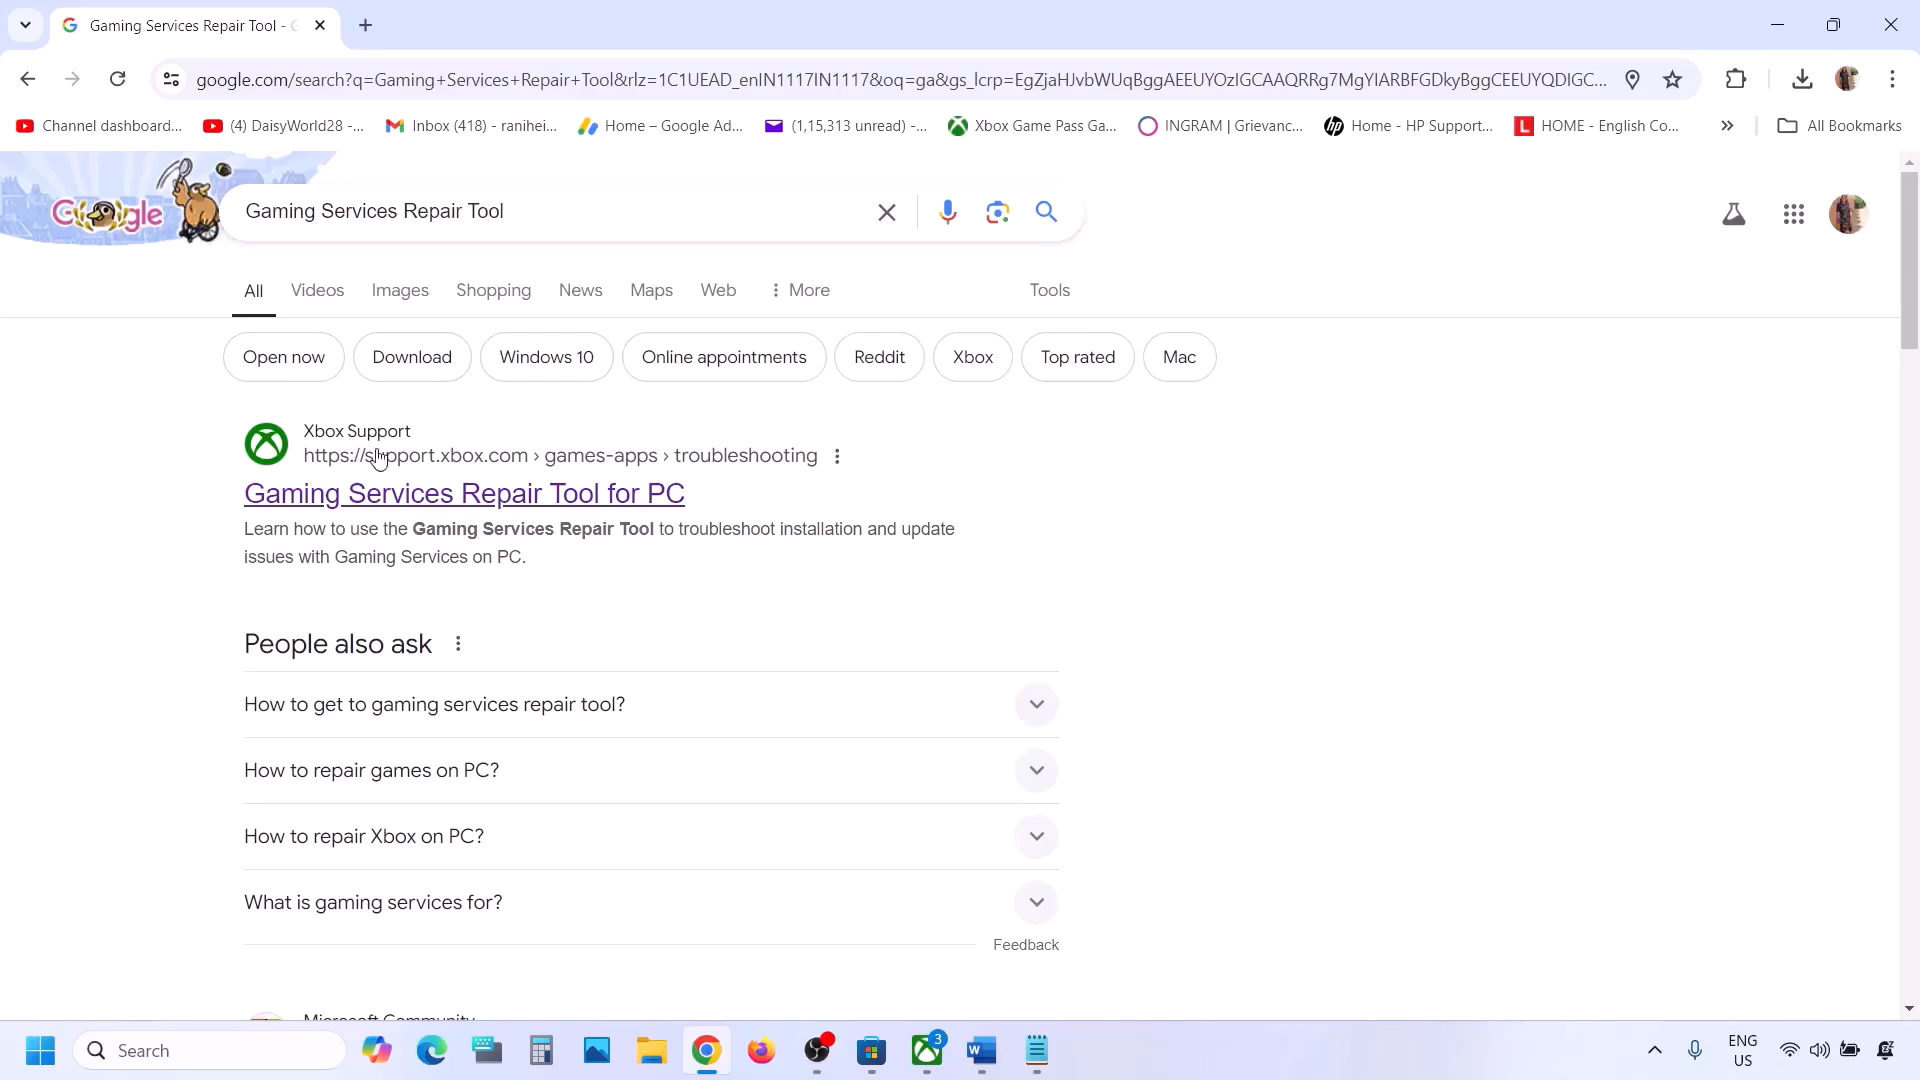 Gaming Services Repair Tool - G
google.com/search?q=Gaming+Services+Repair+Tool&rlz=1C1UEAD_enIN1117IN1117&oq=ga&gs_lcrp=EgZjaHJvbWUqBggAEEUYOzIGCAAQRRg7MgYIARBFGDkyBggCEEUYQDIGC...
Channel dashboard... (4) DaisyWorld28 -... Inbox (418) - ranihei... Home – Google Ad... (1,15,313 unread) -... Xbox Game Pass Ga... INGRAM | Grievanc... Home - HP Support... HOME - English Co... All Bookmarks
Google
Gaming Services Repair Tool
All Videos Images Shopping News Maps Web More Tools
Open now Download Windows 10 Online appointments Reddit Xbox Top rated Mac
Xbox Support
https://support.xbox.com › games-apps › troubleshooting
Gaming Services Repair Tool for PC
Learn how to use the Gaming Services Repair Tool to troubleshoot installation and update
issues with Gaming Services on PC.
People also ask
How to get to gaming services repair tool?
How to repair games on PC?
How to repair Xbox on PC?
What is gaming services for?
Feedback
Microsoft Community
Search
3
ENG
US